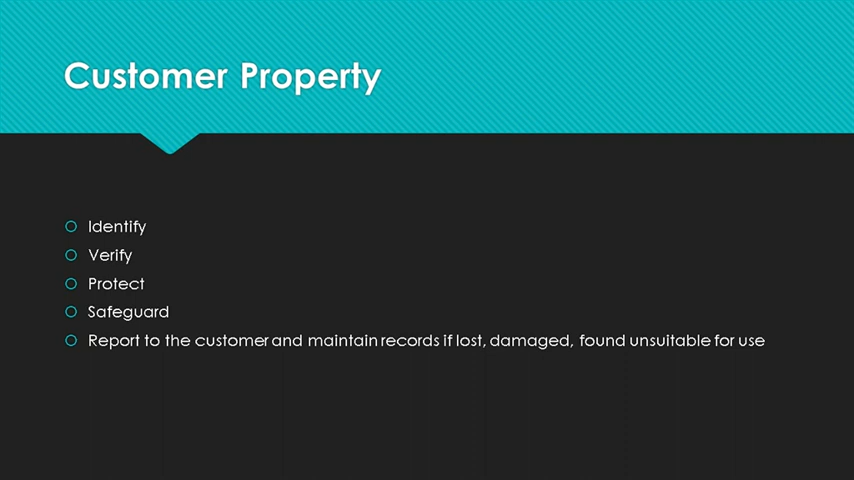 Customer Property
Identify
Verify
Protect
Safeguard
Report to the customer and maintain records if lost, damaged, found unsuitable for use